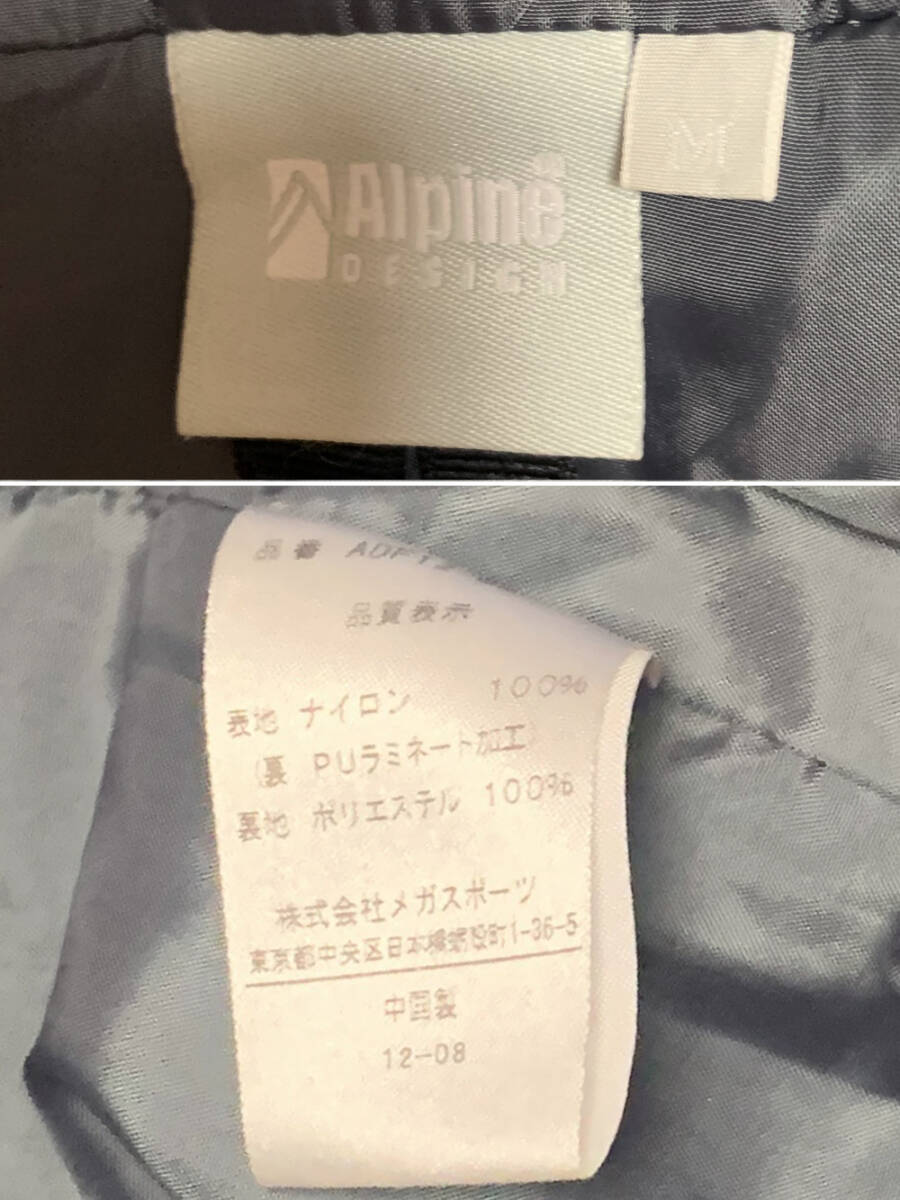 Alpine
DESIGN
M
品番
品質表示
表地 ナイロン 100%
(裏 PUラミネート加工)
裏地 ポリエステル 100%
株式会社メガスポーツ
東京都中央区日本橋蛎殻町1-36-5
中国製
12-08